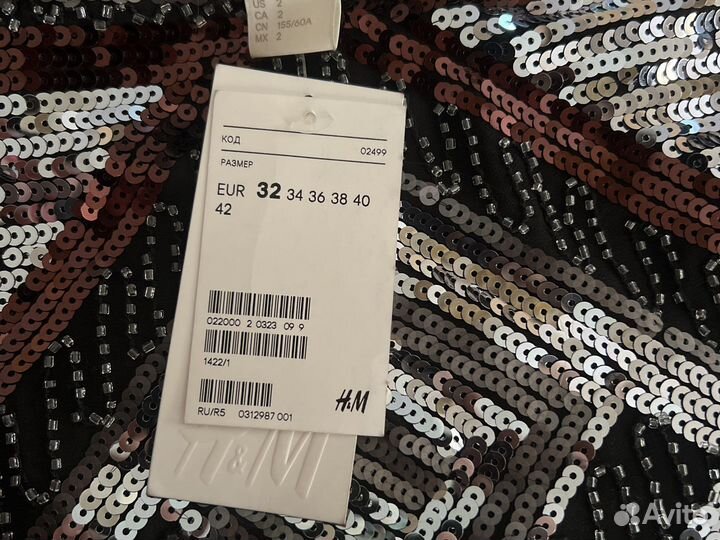 US 2
CA 2
CN 155/60A
MX 2
КОД
02499
РАЗМЕР
EUR 32 34 36 38 40
42
022000 2 0323 09 9
1422/1
RU/R5 0312987 001
H&M
H&M
Avito